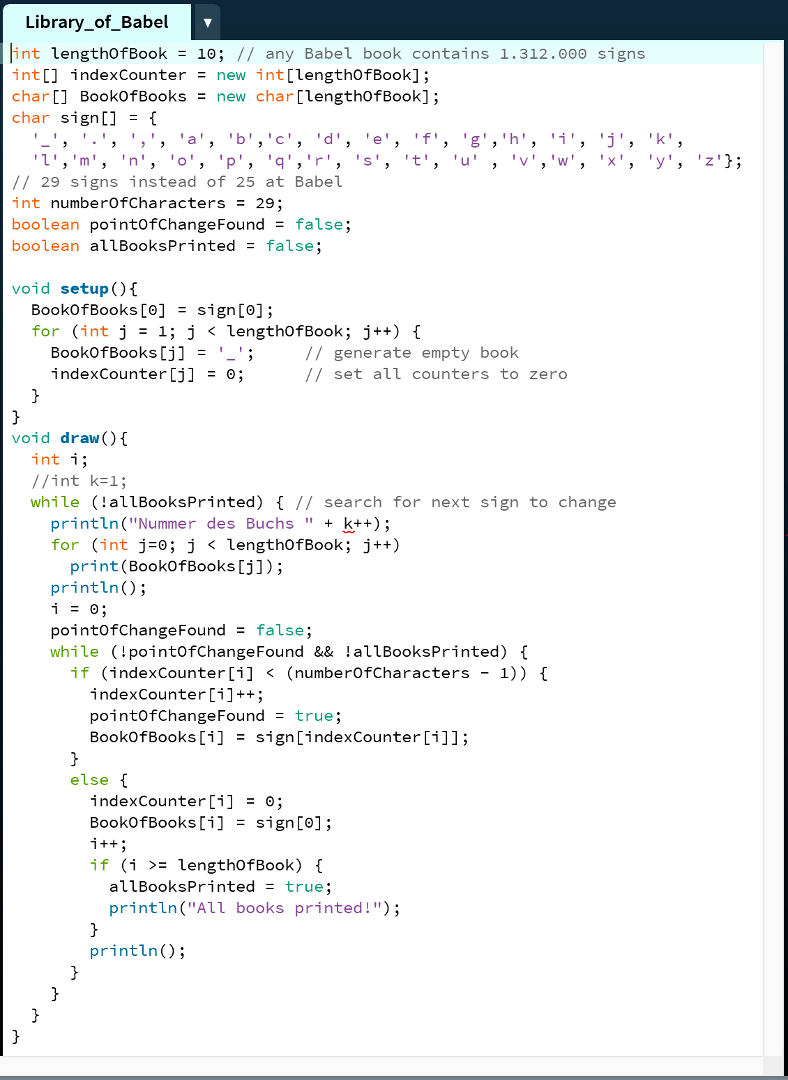 Library_of_Babel ▼
int lengthOfBook = 10; // any Babel book contains 1.312.000 signs
int[] indexCounter = new int[lengthOfBook];
char[] BookOfBooks = new char[lengthOfBook];
char sign[] = {
  '_', '.', ',', 'a', 'b','c', 'd', 'e', 'f', 'g','h', 'i', 'j', 'k',
  'l','m', 'n', 'o', 'p', 'q','r', 's', 't', 'u' , 'v','w', 'x', 'y', 'z'};
// 29 signs instead of 25 at Babel
int numberOfCharacters = 29;
boolean pointOfChangeFound = false;
boolean allBooksPrinted = false;

void setup(){
  BookOfBooks[0] = sign[0];
  for (int j = 1; j < lengthOfBook; j++) {
    BookOfBooks[j] = '_';     // generate empty book
    indexCounter[j] = 0;      // set all counters to zero
  }
}
void draw(){
  int i;
  //int k=1;
  while (!allBooksPrinted) { // search for next sign to change
    println("Nummer des Buchs " + k++);
    for (int j=0; j < lengthOfBook; j++)
      print(BookOfBooks[j]);
    println();
    i = 0;
    pointOfChangeFound = false;
    while (!pointOfChangeFound && !allBooksPrinted) {
      if (indexCounter[i] < (numberOfCharacters - 1)) {
        indexCounter[i]++;
        pointOfChangeFound = true;
        BookOfBooks[i] = sign[indexCounter[i]];
      }
      else {
        indexCounter[i] = 0;
        BookOfBooks[i] = sign[0];
        i++;
        if (i >= lengthOfBook) {
          allBooksPrinted = true;
          println("All books printed!");
        }
        println();
      }
    }
  }
}